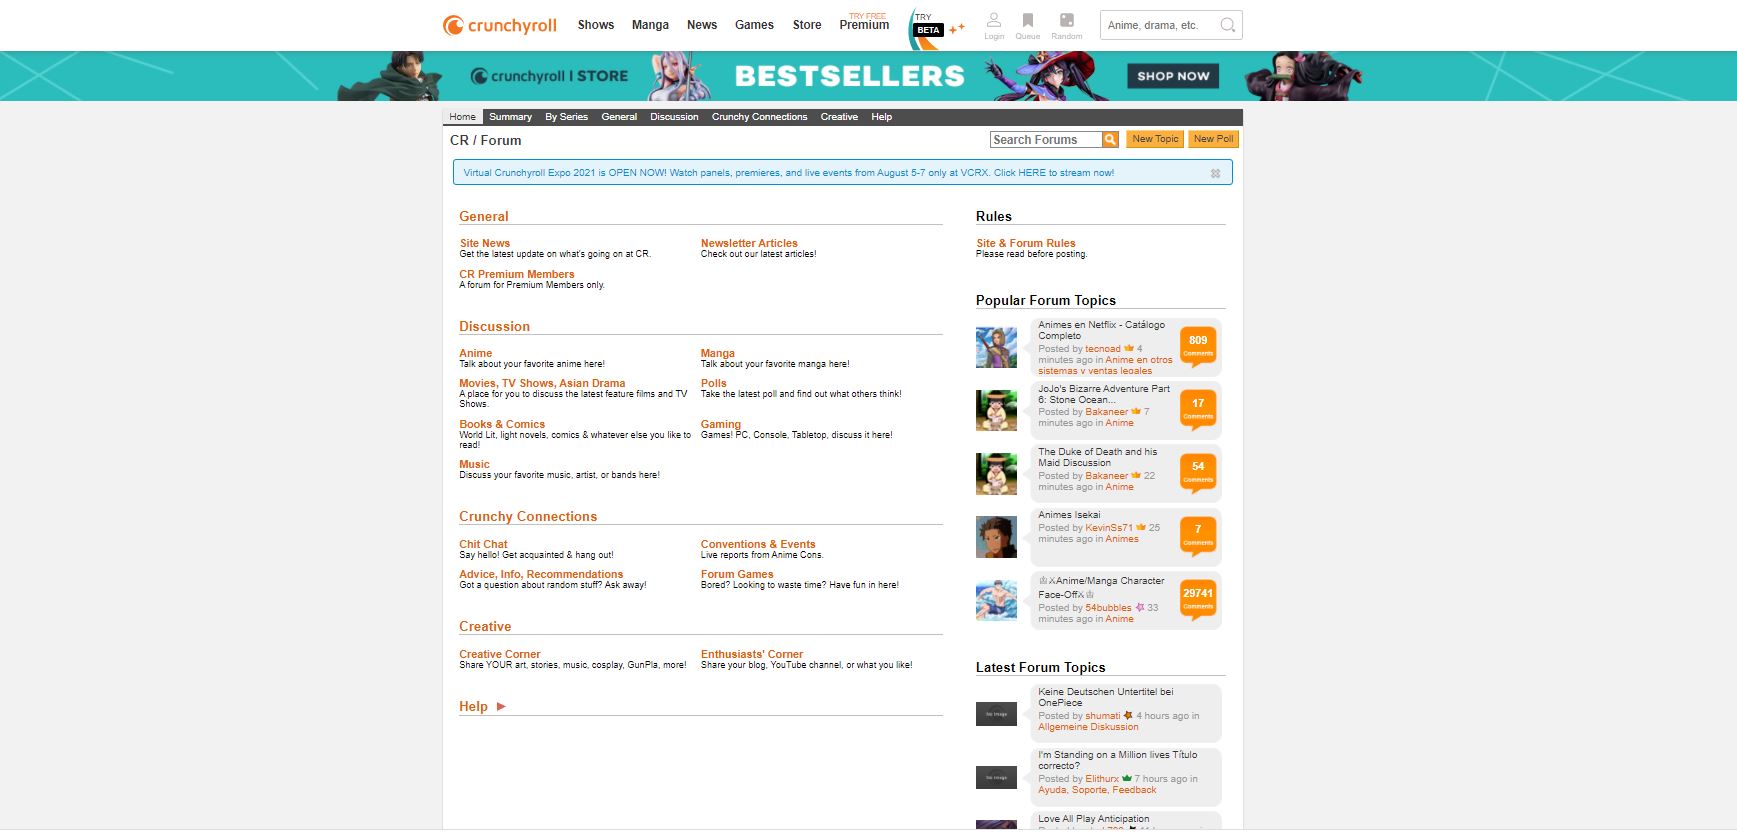 crunchyroll
Shows Manga News Games Store
TRY FREE
Premium
TRY
BETA
Login Queue Random
Anime, drama, etc.
crunchyroll | STORE BESTSELLERS SHOP NOW
Home Summary By Series General Discussion Crunchy Connections Creative Help
CR / Forum
Search Forums New Topic New Poll
Virtual Crunchyroll Expo 2021 is OPEN NOW! Watch panels, premieres, and live events from August 5-7 only at VCRX. Click HERE to stream now!
General
Site News
Get the latest update on what's going on at CR.
Newsletter Articles
Check out our latest articles!
CR Premium Members
A forum for Premium Members only.
Discussion
Anime
Talk about your favorite anime here!
Manga
Talk about your favorite manga here!
Movies, TV Shows, Asian Drama
A place for you to discuss the latest feature films and TV
Shows.
Polls
Take the latest poll and find out what others think!
Books & Comics
World Lit, light novels, comics & whatever else you like to
read!
Gaming
Games! PC, Console, Tabletop, discuss it here!
Music
Discuss your favorite music, artist, or bands here!
Crunchy Connections
Chit Chat
Say hello! Get acquainted & hang out!
Conventions & Events
Live reports from Anime Cons.
Advice, Info, Recommendations
Got a question about random stuff? Ask away!
Forum Games
Bored? Looking to waste time? Have fun in here!
Creative
Creative Corner
Share YOUR art, stories, music, cosplay, GunPla, more!
Enthusiasts' Corner
Share your blog, YouTube channel, or what you like!
Help
Rules
Site & Forum Rules
Please read before posting.
Popular Forum Topics
Animes en Netflix - Catálogo
Completo
Posted by tecnoad 4
minutes ago in Anime en otros
sistemas y ventas legales
809
Comments
JoJo's Bizarre Adventure Part
6: Stone Ocean...
Posted by Bakaneer 7
minutes ago in Anime
17
Comments
The Duke of Death and his
Maid Discussion
Posted by Bakaneer 22
minutes ago in Anime
54
Comments
Animes Isekai
Posted by KevinSs71 25
minutes ago in Animes
7
Comments
♔⚔Anime/Manga Character
Face-Off⚔♔
Posted by 54bubbles 33
minutes ago in Anime
29741
Comments
Latest Forum Topics
No Image
Keine Deutschen Untertitel bei
OnePiece
Posted by shumati 4 hours ago in
Allgemeine Diskussion
No Image
I'm Standing on a Million lives Título
correcto?
Posted by Elithurx 7 hours ago in
Ayuda, Soporte, Feedback
Love All Play Anticipation